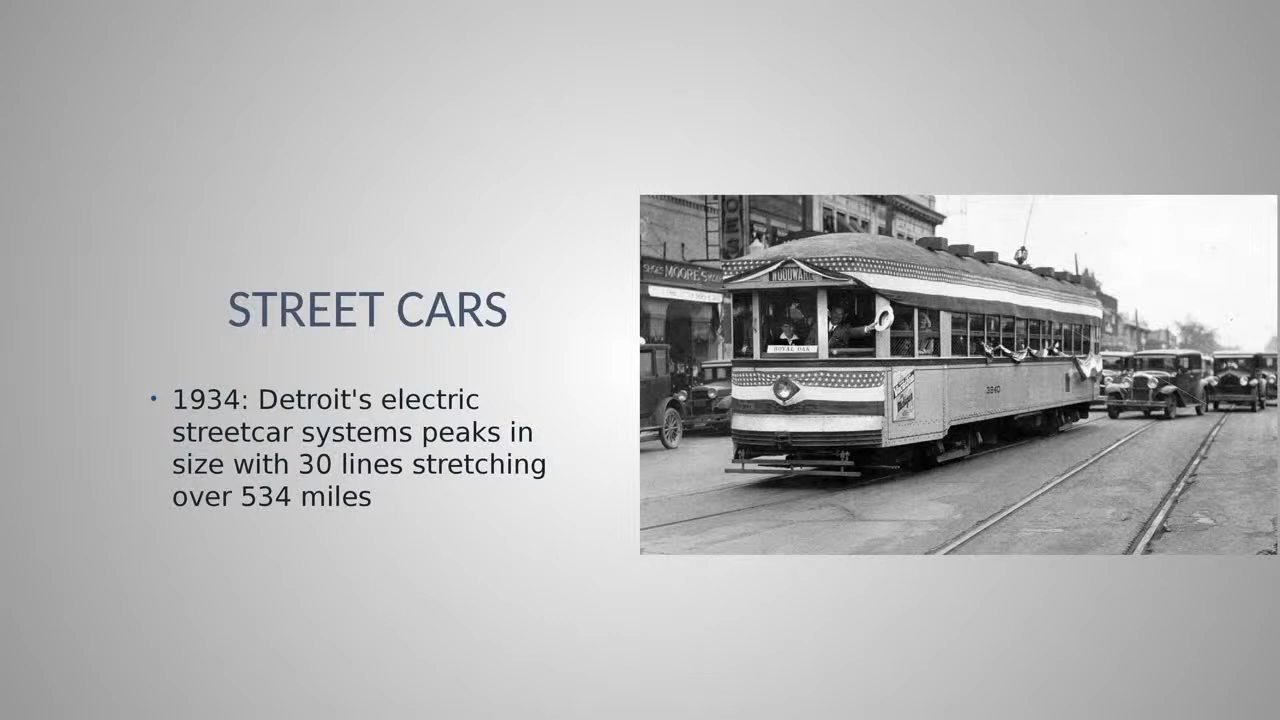 STREET CARS
• 1934: Detroit's electric
streetcar systems peaks in
size with 30 lines stretching
over 534 miles
MOORE'S
WOODWARD
ROYAL OAK
3960